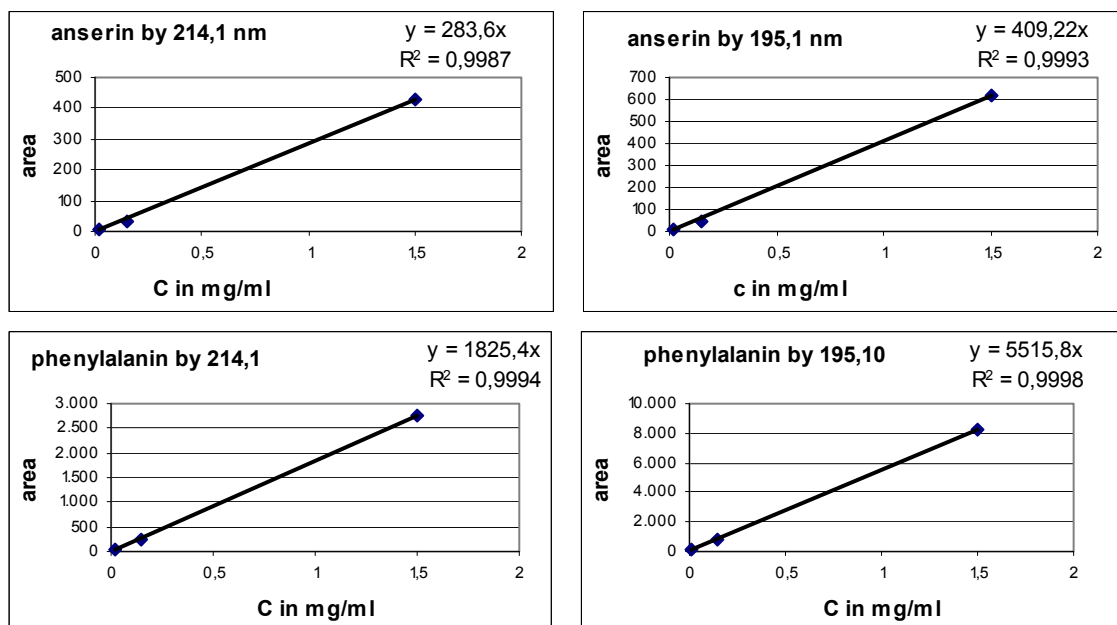 anserin by 214,1 nm
y = 283,6x
R² = 0,9987
500
400
300
200
100
0
area
0 0,5 1 1,5 2
C in mg/ml
anserin by 195,1 nm
y = 409,22x
R² = 0,9993
700
600
500
400
300
200
100
0
area
0 0,5 1 1,5 2
c in mg/ml
phenylalanin by 214,1
y = 1825,4x
R² = 0,9994
3.000
2.500
2.000
1.500
1.000
500
0
area
0 0,5 1 1,5 2
C in mg/ml
phenylalanin by 195,10
y = 5515,8x
R² = 0,9998
10.000
8.000
6.000
4.000
2.000
0
area
0 0,5 1 1,5 2
C in mg/ml